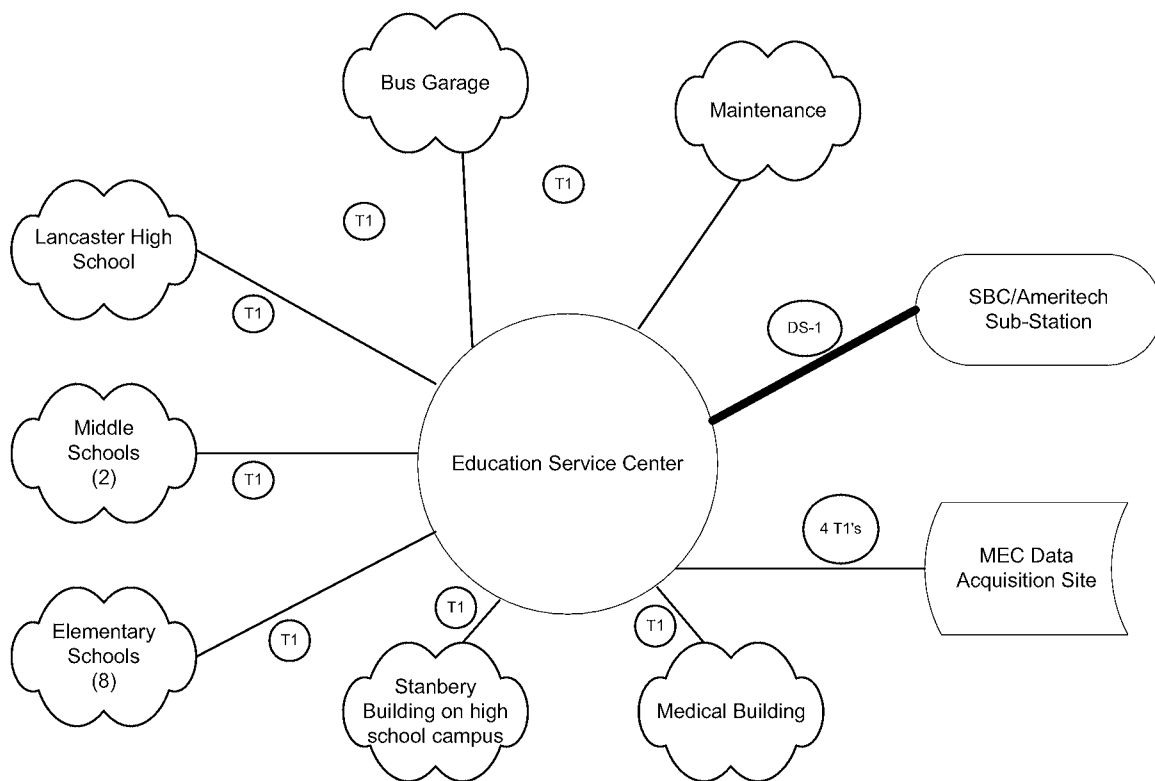 Bus Garage
Maintenance
T1
T1
Lancaster High
School
T1
SBC/Ameritech
Sub-Station
DS-1
Middle
Schools
(2)
T1
Education Service Center
4 T1's
MEC Data
Acquisition Site
T1
T1
T1
Elementary
Schools
(8)
Stanbery
Building on high
school campus
Medical Building